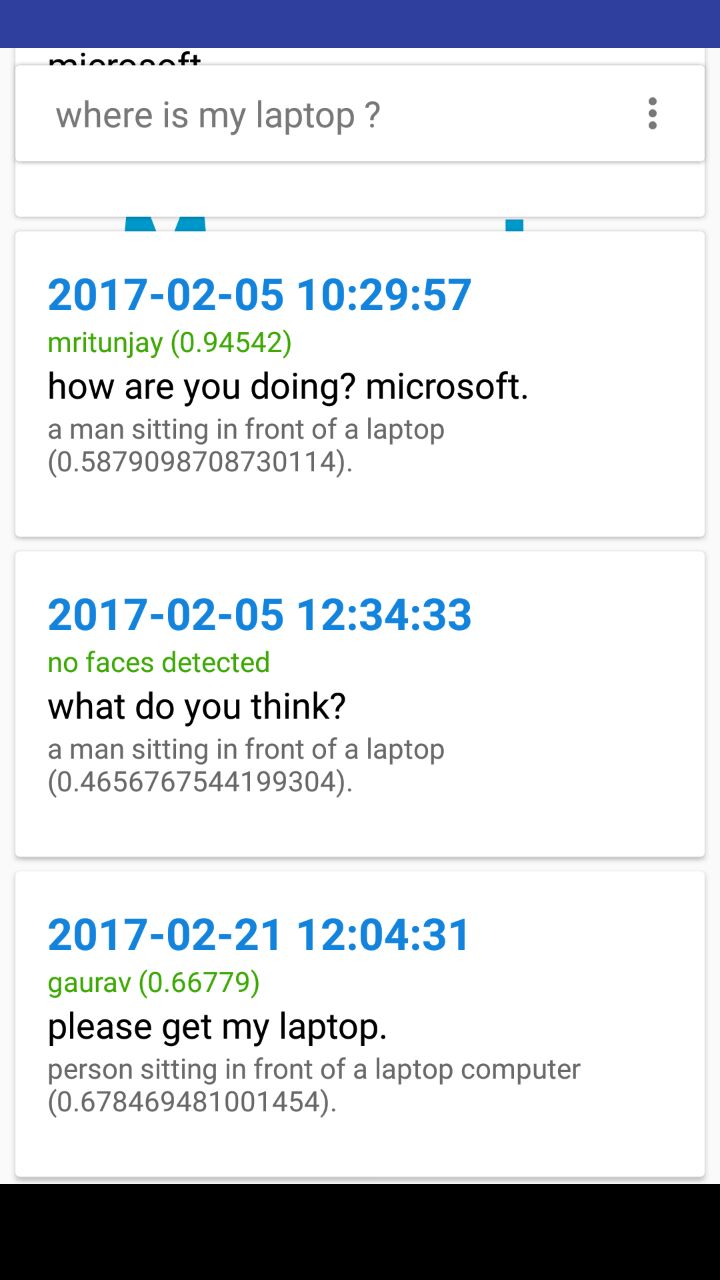 microsoft
where is my laptop ?
2017-02-05 10:29:57
mritunjay (0.94542)
how are you doing? microsoft.
a man sitting in front of a laptop
(0.5879098708730114).
2017-02-05 12:34:33
no faces detected
what do you think?
a man sitting in front of a laptop
(0.4656767544199304).
2017-02-21 12:04:31
gaurav (0.66779)
please get my laptop.
person sitting in front of a laptop computer
(0.678469481001454).